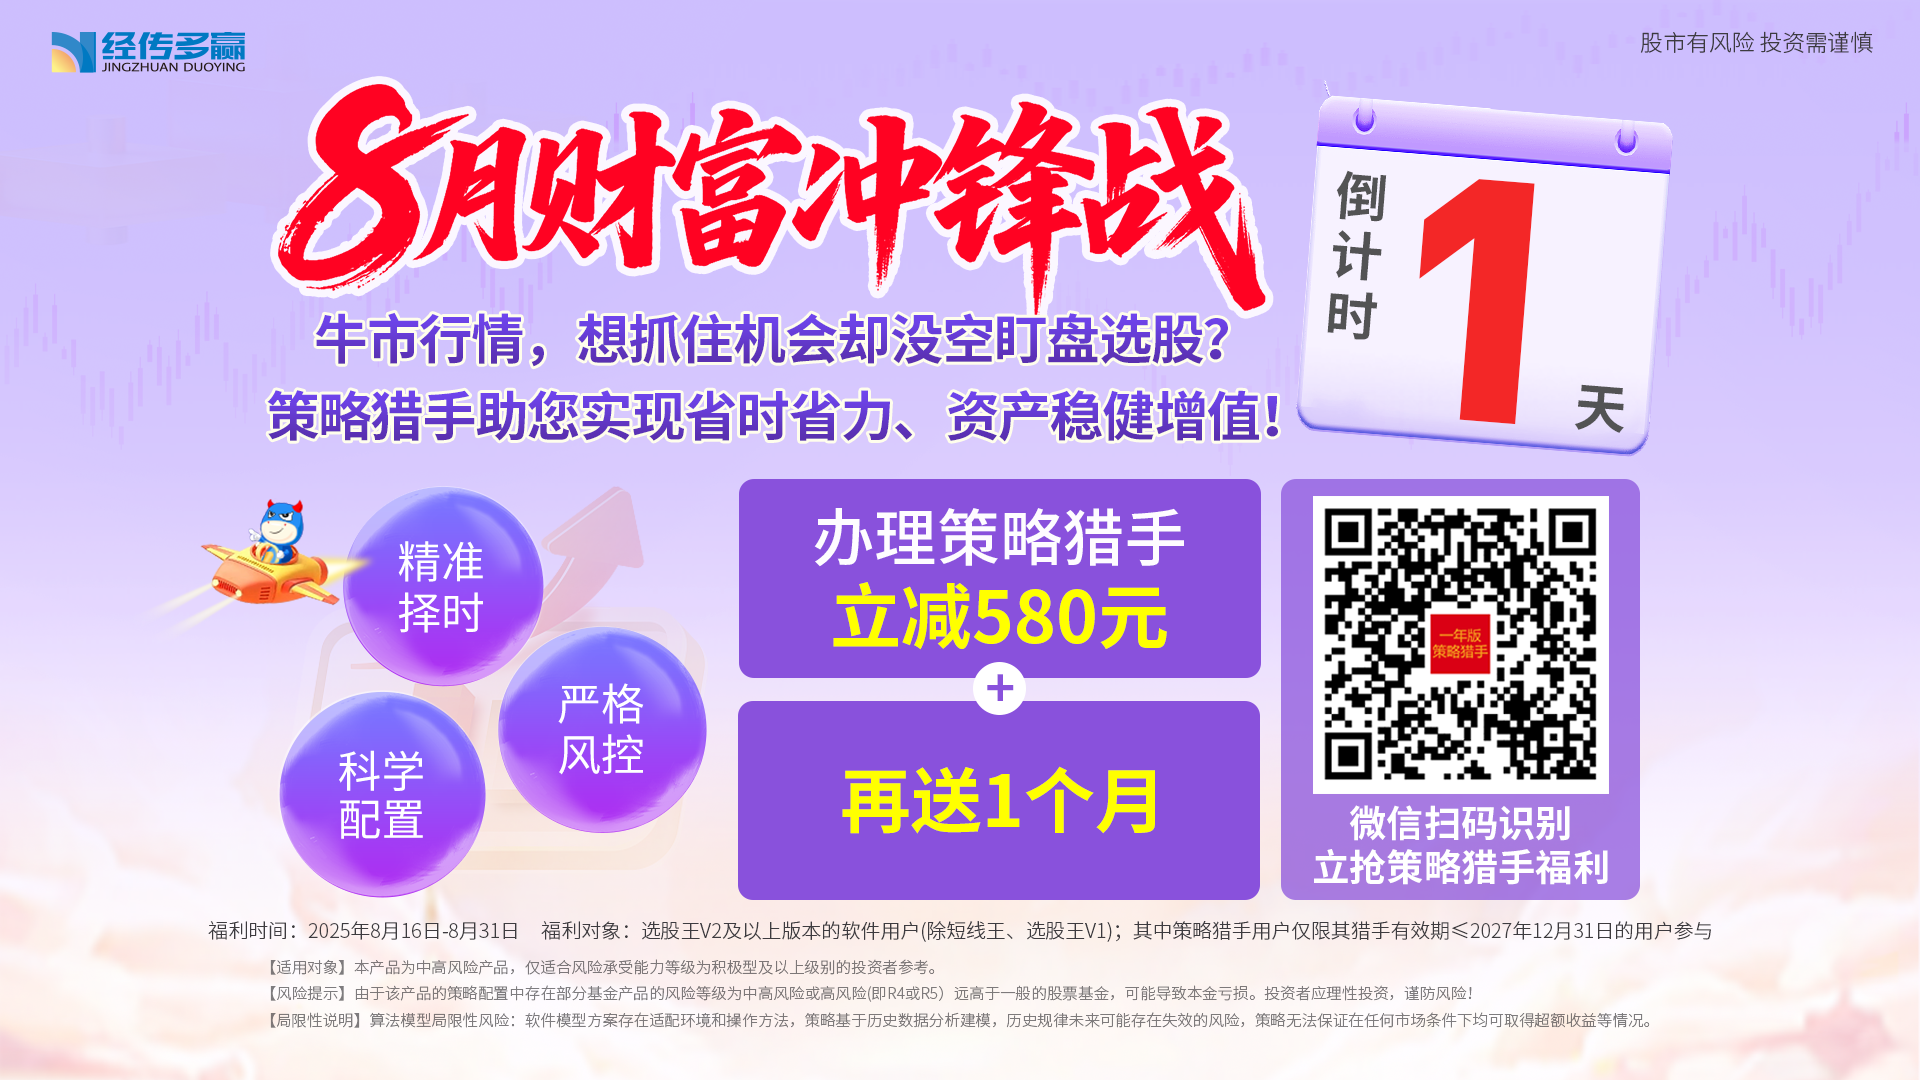 经传多赢
JINGZHUAN DUOYING
股市有风险 投资需谨慎
8月财富冲锋战
倒计时
1
天
牛市行情，想抓住机会却没空盯盘选股？
策略猎手助您实现省时省力、资产稳健增值！
精准
择时
严格
风控
科学
配置
办理策略猎手
立减580元
+
再送1个月
一年版
策略猎手
微信扫码识别
立抢策略猎手福利
福利时间：2025年8月16日-8月31日　福利对象：选股王V2及以上版本的软件用户(除短线王、选股王V1)；其中策略猎手用户仅限其猎手有效期≤2027年12月31日的用户参与
【适用对象】本产品为中高风险产品，仅适合风险承受能力等级为积极型及以上级别的投资者参考。
【风险提示】由于该产品的策略配置中存在部分基金产品的风险等级为中高风险或高风险(即R4或R5）远高于一般的股票基金，可能导致本金亏损。投资者应理性投资，谨防风险！
【局限性说明】算法模型局限性风险：软件模型方案存在适配环境和操作方法，策略基于历史数据分析建模，历史规律未来可能存在失效的风险，策略无法保证在任何市场条件下均可取得超额收益等情况。